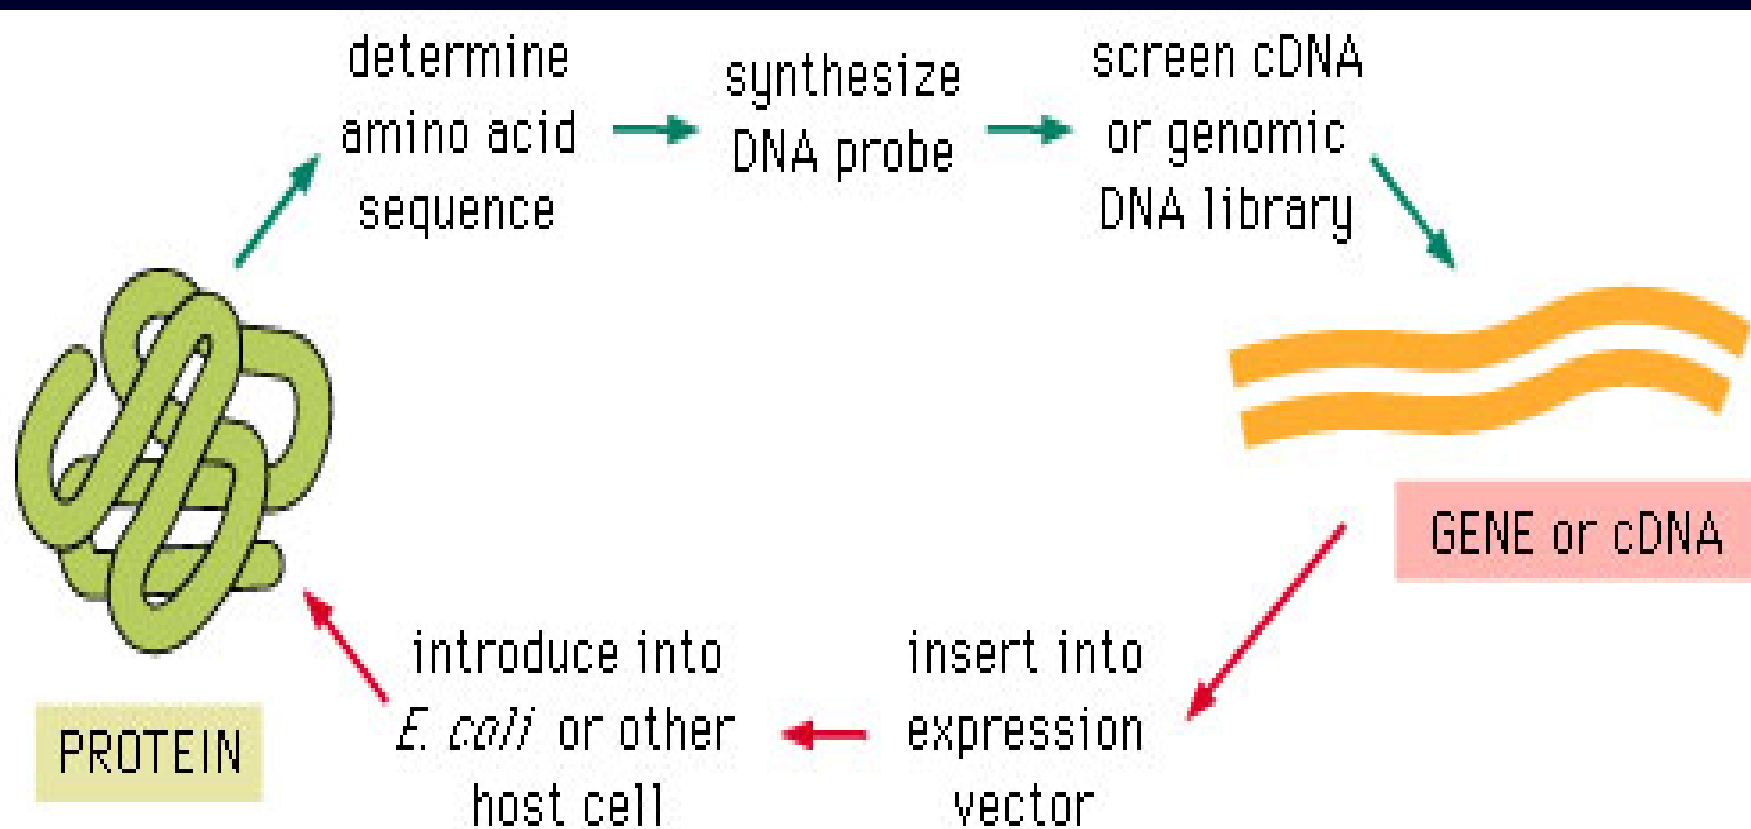 determine
amino acid
sequence
synthesize
DNA probe
screen cDNA
or genomic
DNA library
GENE or cDNA
insert into
expression
vector
introduce into
E. coli or other
host cell
PROTEIN